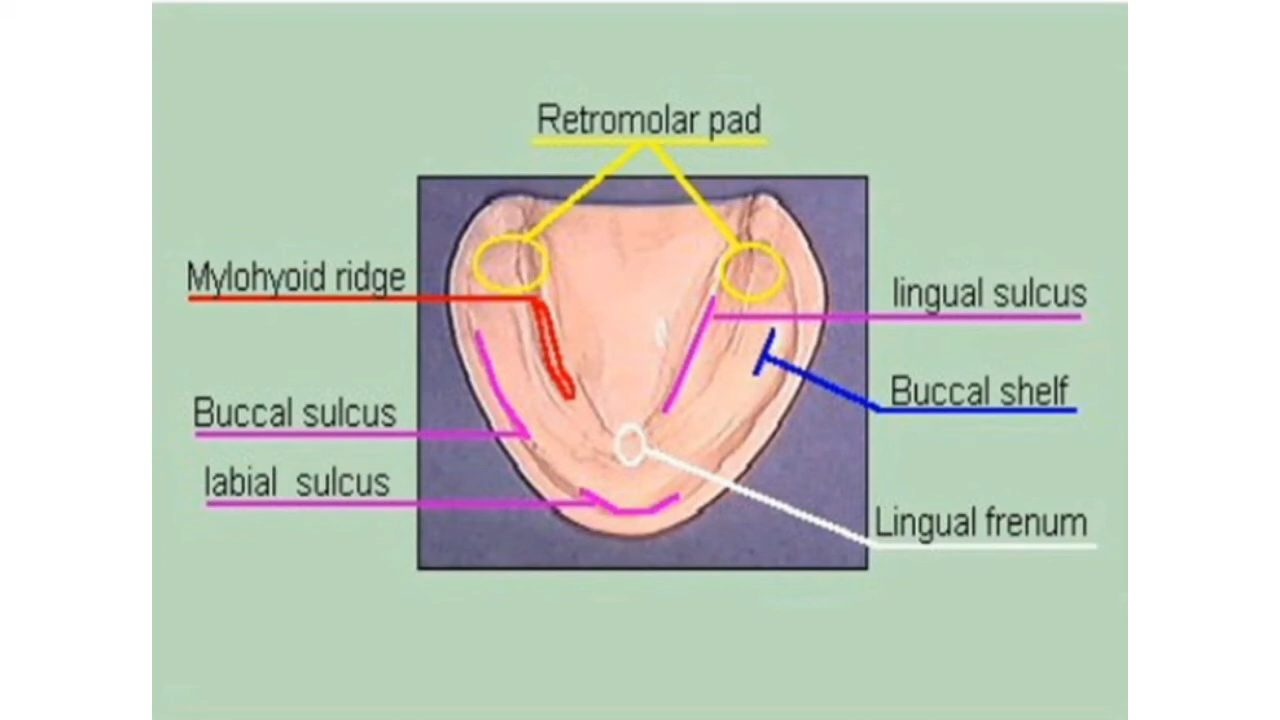 Retromolar pad
Mylohyoid ridge
lingual sulcus
Buccal shelf
Buccal sulcus
labial sulcus
Lingual frenum